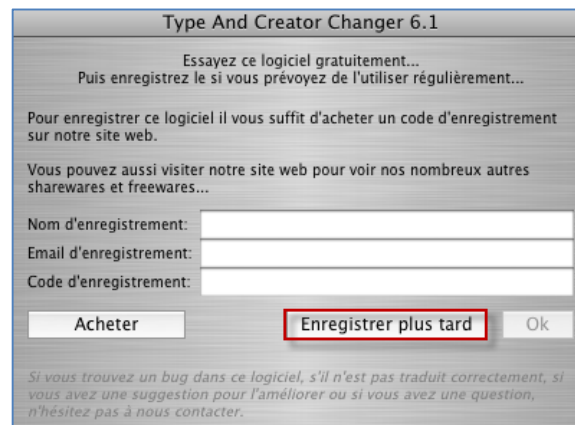 Type And Creator Changer 6.1
Essayez ce logiciel gratuitement...
Puis enregistrez le si vous prévoyez de l'utiliser régulièrement...
Pour enregistrer ce logiciel il vous suffit d'acheter un code d'enregistrement
sur notre site web.
Vous pouvez aussi visiter notre site web pour voir nos nombreux autres
sharewares et freewares...
Nom d'enregistrement:
Email d'enregistrement:
Code d'enregistrement:
Acheter Enregistrer plus tard Ok
Si vous trouvez un bug dans ce logiciel, s'il n'est pas traduit correctement, si
vous avez une suggestion pour l'améliorer ou si vous avez une question,
n'hésitez pas à nous contacter.